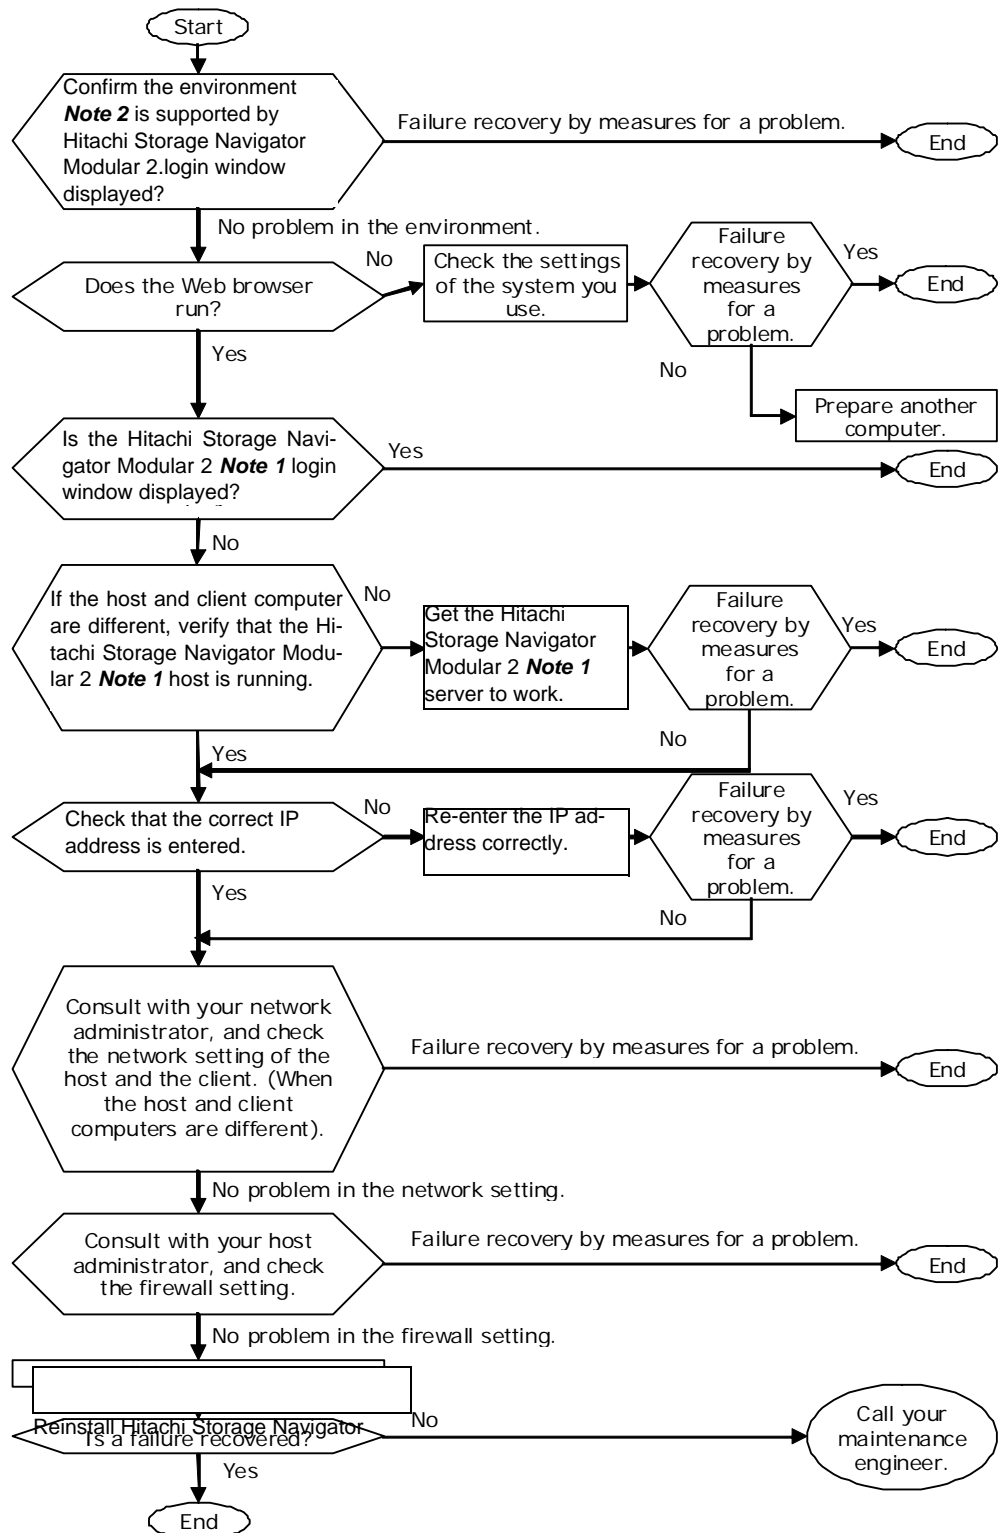 Start
Confirm the environment
Note 2 is supported by
Hitachi Storage Navigator
Modular 2.login window
displayed?
Failure recovery by measures for a problem.
End
No problem in the environment.
Does the Web browser
run?
No
Check the settings
of the system you
use.
Failure
recovery by
measures
for a
problem.
Yes
End
No
Prepare another
computer.
Yes
Is the Hitachi Storage Navi-
gator Modular 2 Note 1 login
window displayed?
Yes
End
No
If the host and client computer
are different, verify that the Hi-
tachi Storage Navigator Modu-
lar 2 Note 1 host is running.
No
Get the Hitachi
Storage Navigator
Modular 2 Note 1
server to work.
Failure
recovery by
measures
for a
problem.
Yes
End
No
Yes
Check that the correct IP
address is entered.
No
Re-enter the IP ad-
dress correctly.
Failure
recovery by
measures
for a
problem.
Yes
End
No
Yes
Consult with your network
administrator, and check
the network setting of the
host and the client. (When
the host and client
computers are different).
Failure recovery by measures for a problem.
End
No problem in the network setting.
Consult with your host
administrator, and check
the firewall setting.
Failure recovery by measures for a problem.
End
No problem in the firewall setting.
Reinstall Hitachi Storage Navigator
Is a failure recovered?
No
Call your
maintenance
engineer.
Yes
End